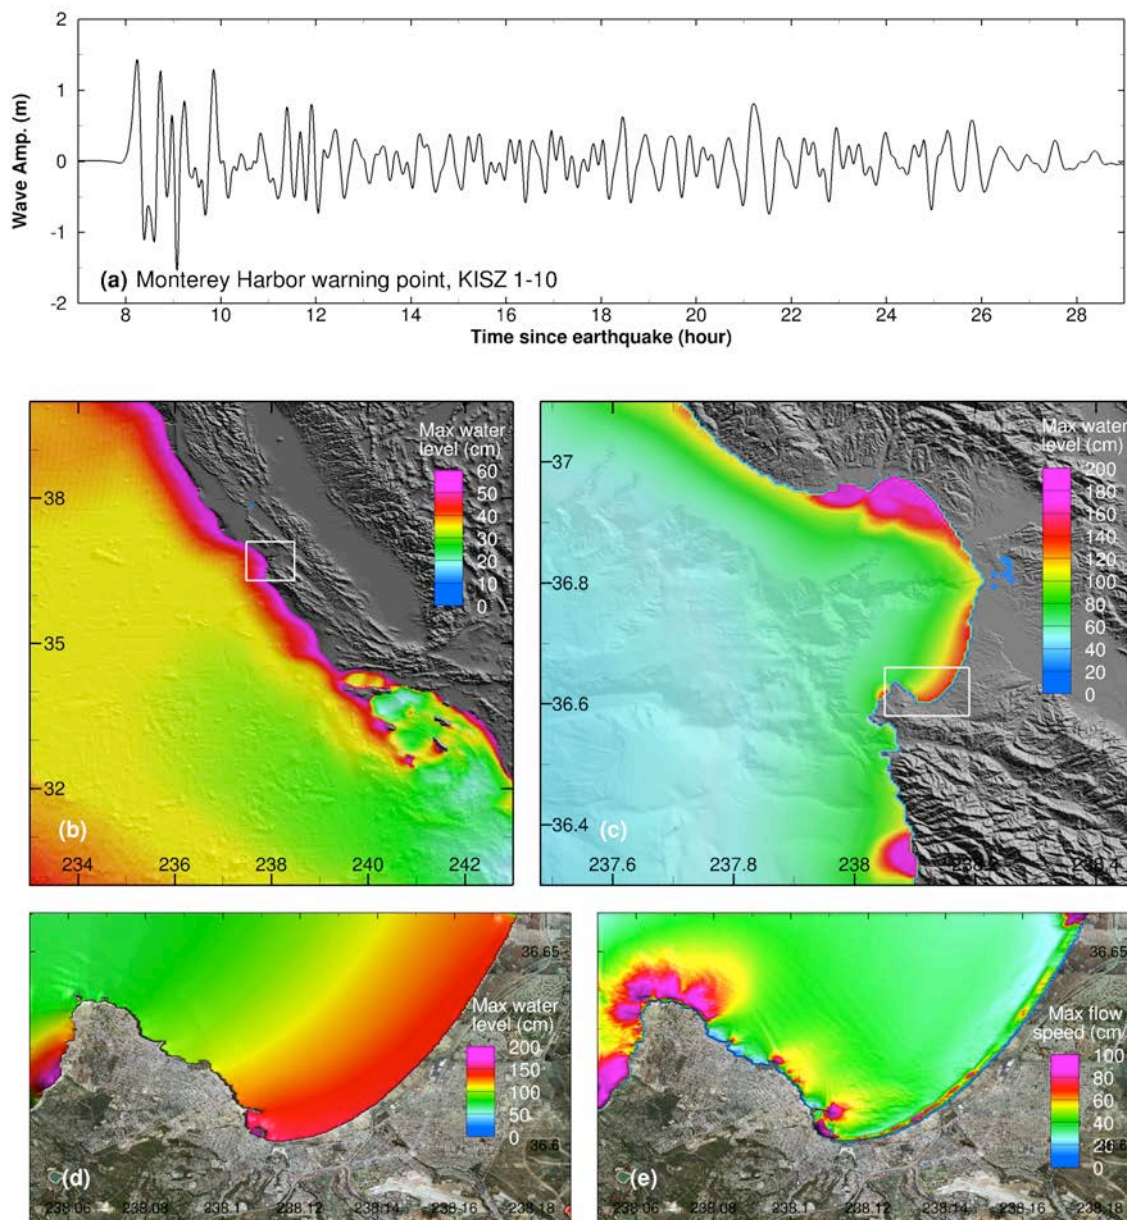 2
1
0
-1
-2
Wave Amp. (m)
(a) Monterey Harbor warning point, KISZ 1-10
8 10 12 14 16 18 20 22 24 26 28
Time since earthquake (hour)
Max water
level (cm)
60
50
40
30
20
10
0
38
35
32
(b)
234 236 238 240 242
Max water
level (cm)
200
180
160
140
120
100
80
60
40
20
0
37
36.8
36.6
36.4
(c)
237.6 237.8 238 238.2 238.4
Max water
level (cm)
200
150
100
50
0
36.65
36.6
(d)
238.06 238.08 238.1 238.12 238.14 238.16 238.18
Max flow
speed (cm/
100
80
60
40
20
0
36.65
36.6
(e)
238.06 238.08 238.1 238.12 238.14 238.16 238.18